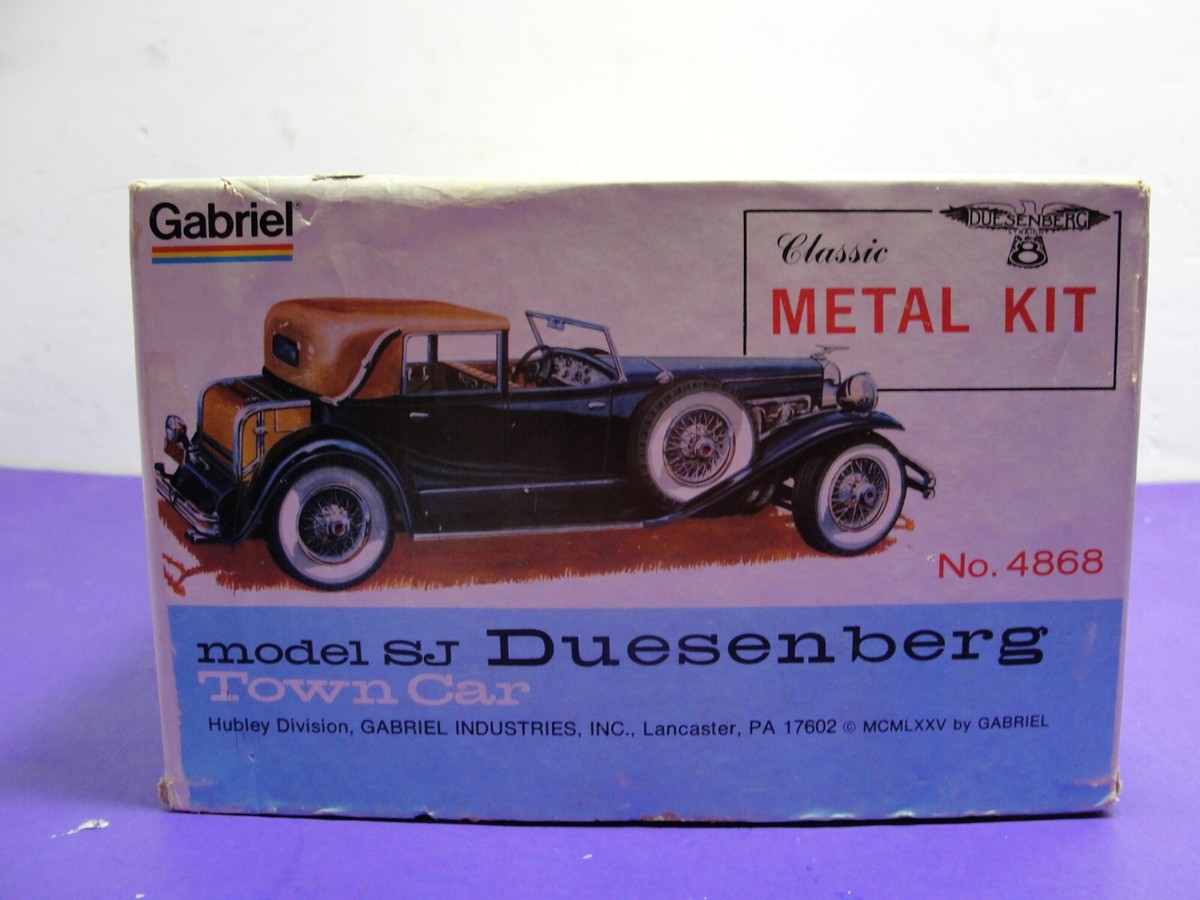 Gabriel®
Classic
DUESENBERG
STRAIGHT
8
METAL KIT
No. 4868
model SJ Duesenberg
Town Car
Hubley Division, GABRIEL INDUSTRIES, INC., Lancaster, PA 17602 © MCMLXXV by GABRIEL